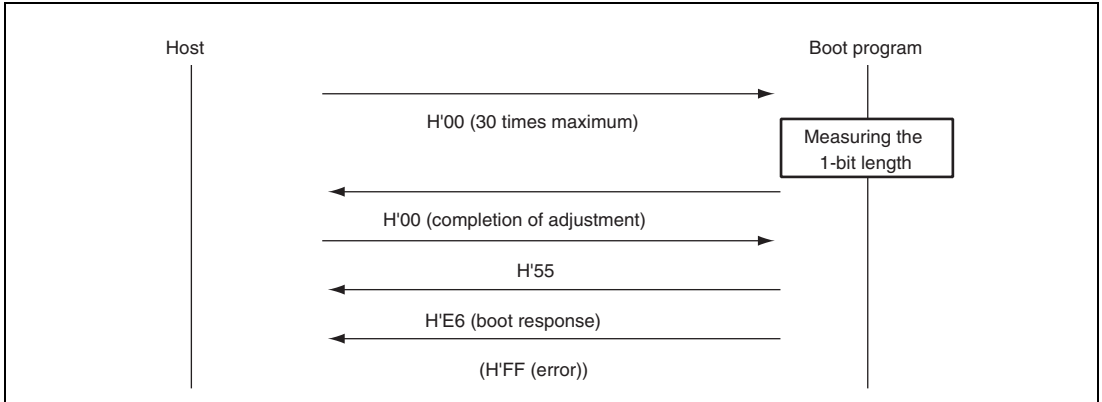 Host
Boot program
H'00 (30 times maximum)
Measuring the
1-bit length
H'00 (completion of adjustment)
H'55
H'E6 (boot response)
(H'FF (error))